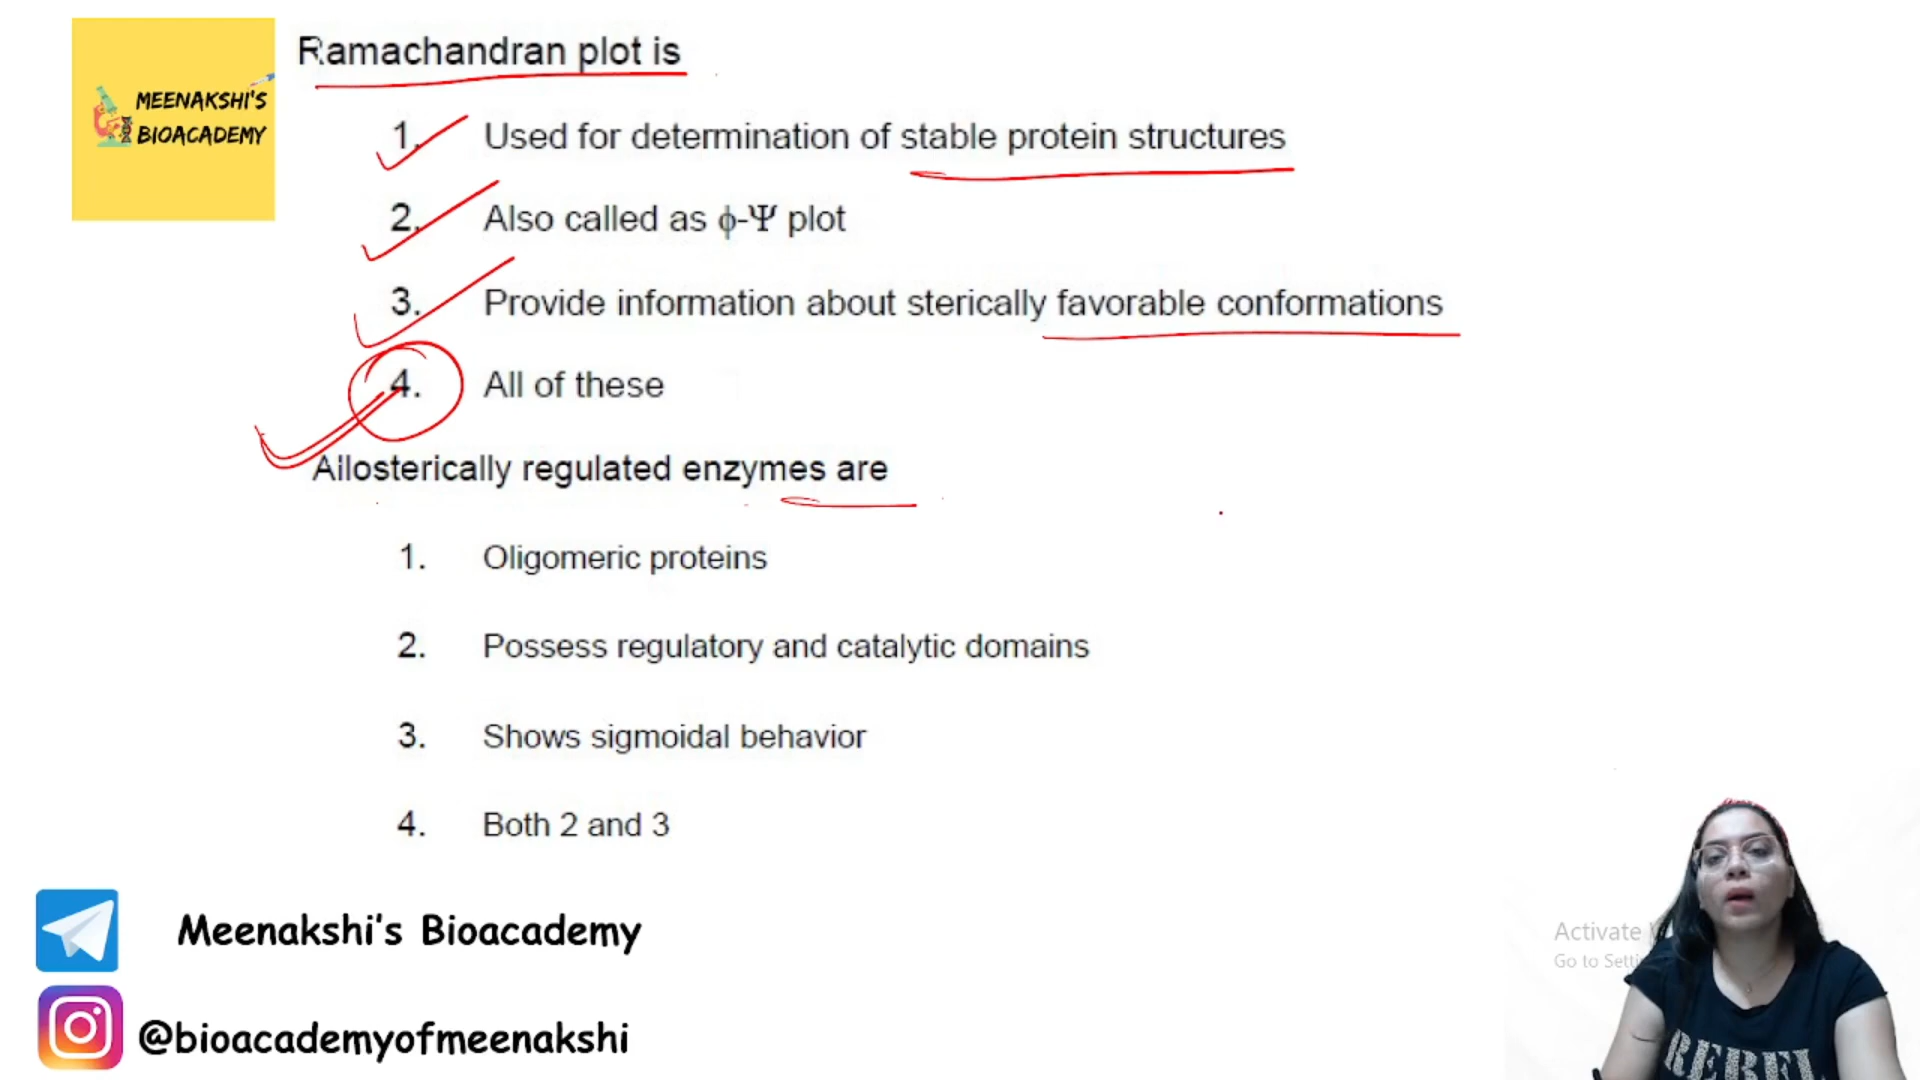 MEENAKSHI'S
BIOACADEMY
Ramachandran plot is
1. Used for determination of stable protein structures
2. Also called as ϕ-Ψ plot
3. Provide information about sterically favorable conformations
4. All of these
Allosterically regulated enzymes are
1. Oligomeric proteins
2. Possess regulatory and catalytic domains
3. Shows sigmoidal behavior
4. Both 2 and 3
Meenakshi's Bioacademy
@bioacademyofmeenakshi
Activate
Go to
REBEL